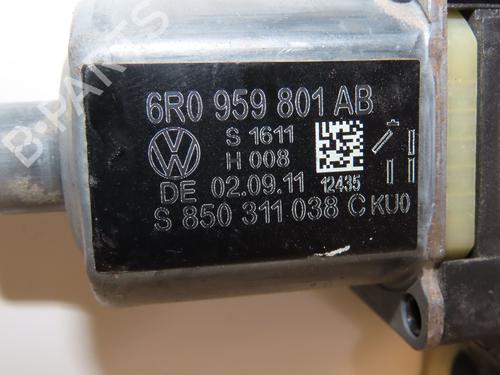 6R0 959 801 AB
S 1611
H 008
DE 02.09.11 12435
S 850 311 038 C KU0
B-PARTS